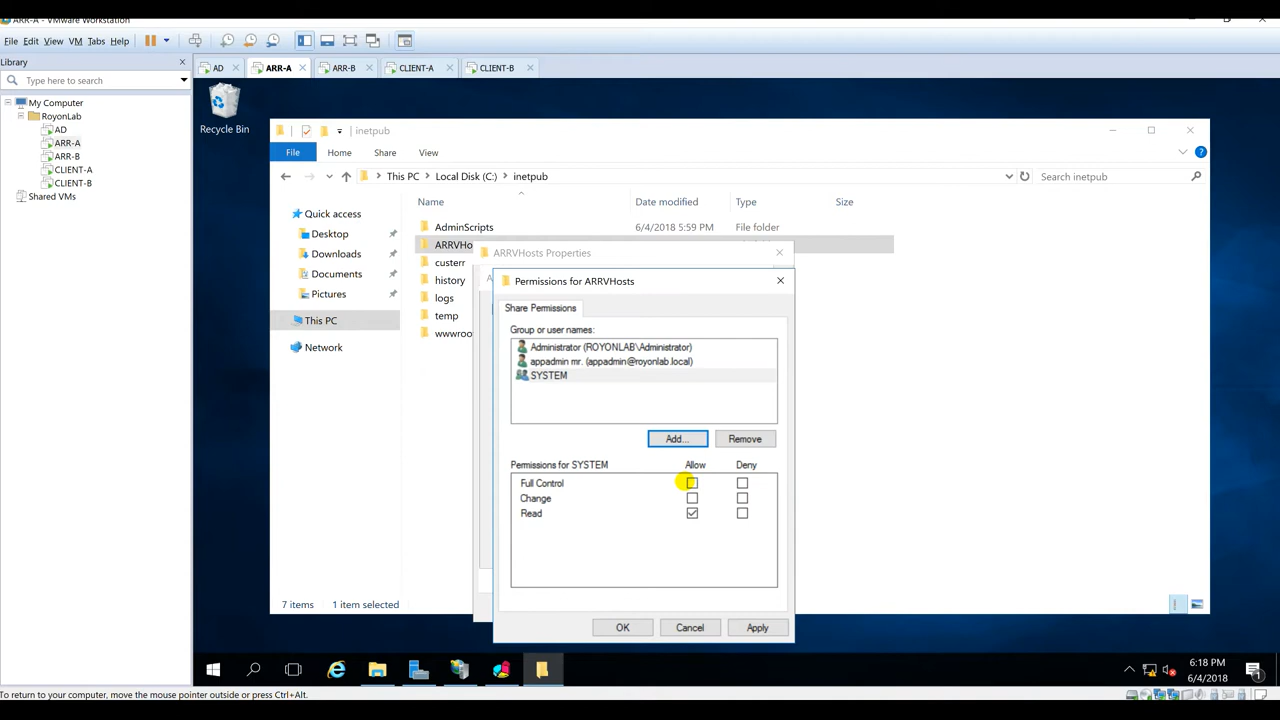 ARR-A - VMware Workstation
File Edit View VM Tabs Help
Library
Type here to search
My Computer
RoyonLab
AD
ARR-A
ARR-B
CLIENT-A
CLIENT-B
Shared VMs
AD ARR-A ARR-B CLIENT-A CLIENT-B
Recycle Bin
inetpub
File Home Share View
This PC Local Disk (C:) inetpub
Search inetpub
Quick access
Desktop
Downloads
Documents
Pictures
This PC
Network
Name Date modified Type Size
AdminScripts 6/4/2018 5:59 PM File folder
ARRVHo
custerr
history
logs
temp
wwwroo
7 items 1 item selected
ARRVHosts Properties
A
Permissions for ARRVHosts
Share Permissions
Group or user names:
Administrator (ROYONLAB\Administrator)
appadmin mr. (appadmin@royonlab.local)
SYSTEM
Add... Remove
Permissions for SYSTEM Allow Deny
Full Control
Change
Read
OK Cancel Apply
6:18 PM
6/4/2018
1
To return to your computer, move the mouse pointer outside or press Ctrl+Alt.